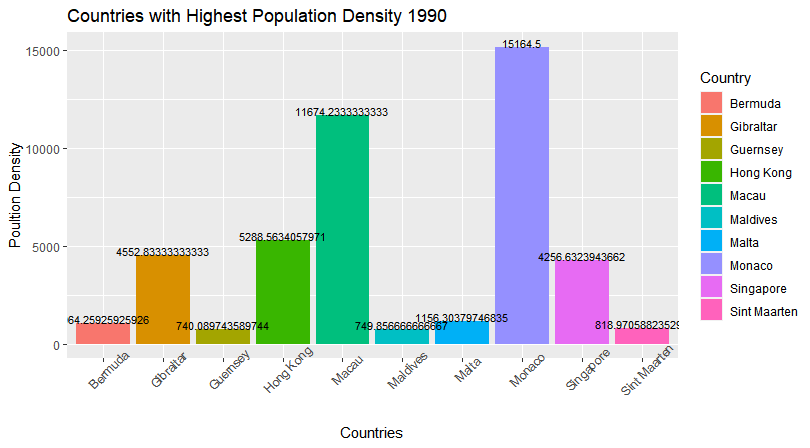 Countries with Highest Population Density 1990
15164.5
15000
11674.2333333333
10000
5288.5634057971
4552.83333333333
4256.6323943662
5000
64.25925925926
740.089743589744
749.856666666667
1156.30379746835
818.97058823529
0
Poultion Density
Bermuda
Gibraltar
Guernsey
Hong Kong
Macau
Maldives
Malta
Monaco
Singapore
Sint Maarten
Countries
Country
Bermuda
Gibraltar
Guernsey
Hong Kong
Macau
Maldives
Malta
Monaco
Singapore
Sint Maarten